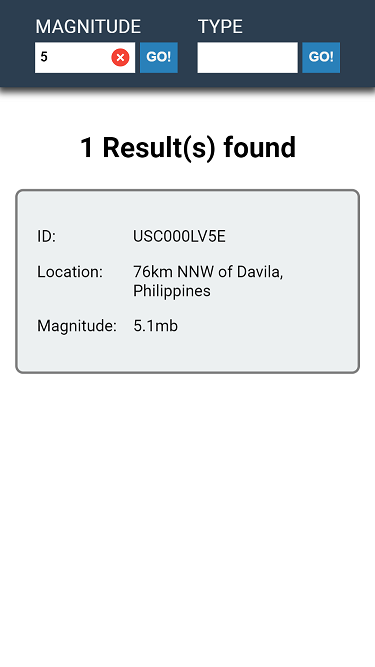 MAGNITUDE TYPE
5 GO! GO!
1 Result(s) found
ID: USC000LV5E
Location: 76km NNW of Davila,
Philippines
Magnitude: 5.1mb